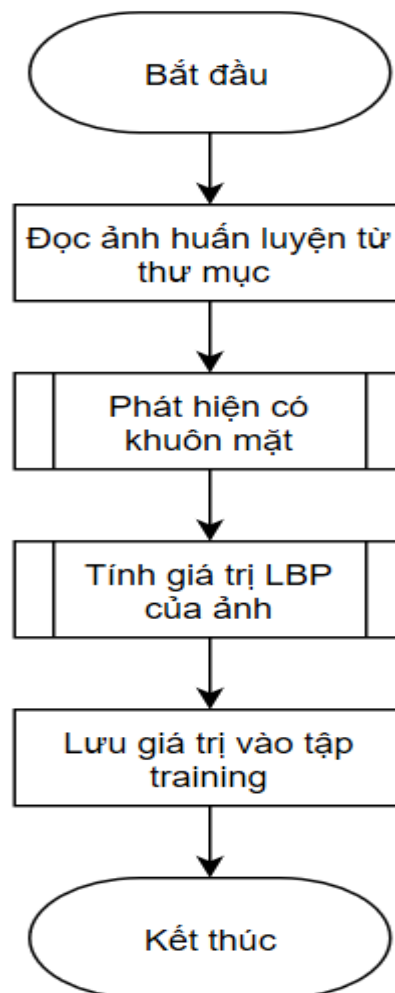 Bắt đầu
Đọc ảnh huấn luyện từ
thư mục
Phát hiện có
khuôn mặt
Tính giá trị LBP
của ảnh
Lưu giá trị vào tập
training
Kết thúc